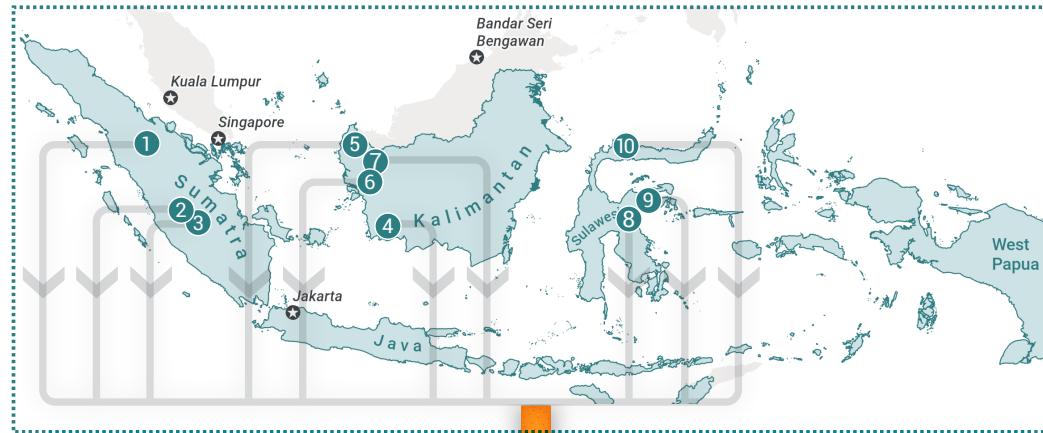 Bandar Seri
Bengawan
Kuala Lumpur
Singapore
1
5
10
7
6
Sumatra
Kalimantan
2
3
4
9
8
Sulawes
West
Papua
Jakarta
Java